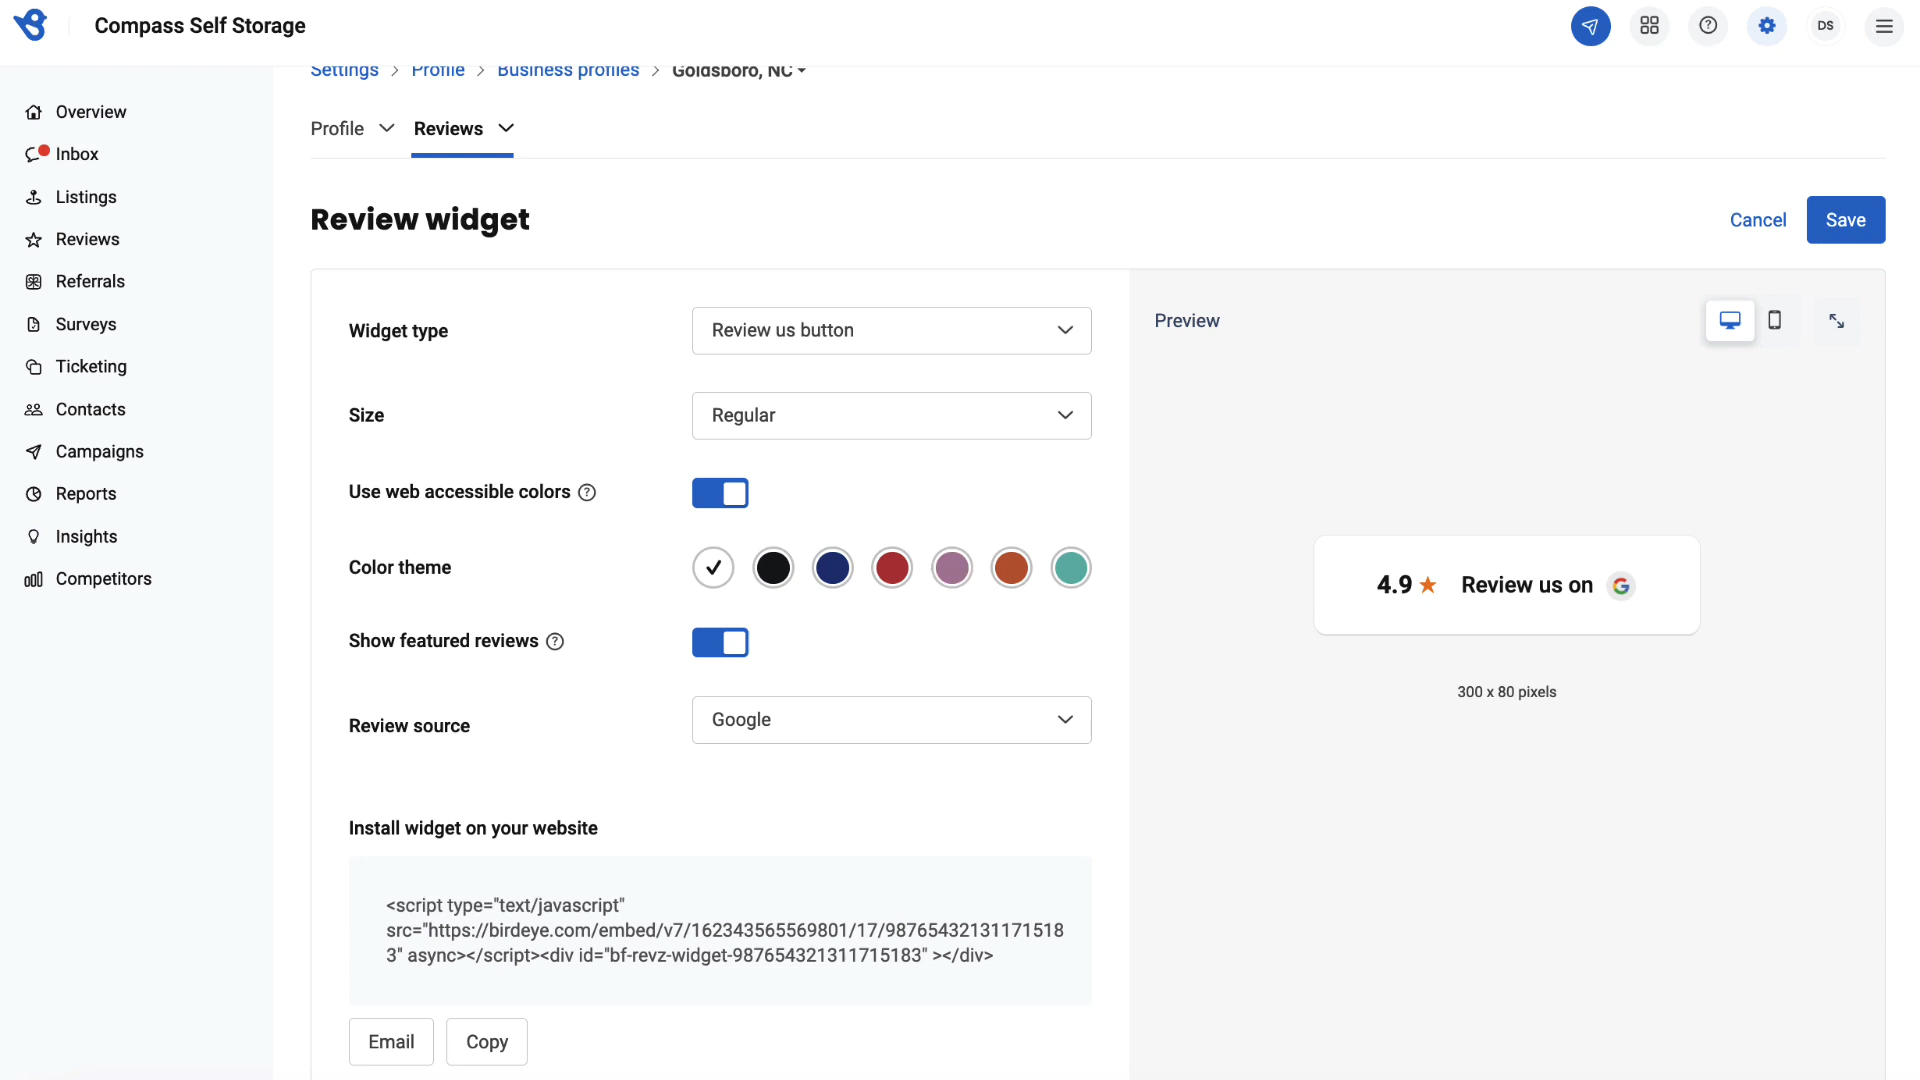 Compass Self Storage
DS
Settings > Profile > Business profiles > Goldsboro, NC
Profile
Reviews
Overview
Inbox
Listings
Reviews
Referrals
Surveys
Ticketing
Contacts
Campaigns
Reports
Insights
Competitors
Review widget
Cancel
Save
Widget type
Review us button
Size
Regular
Use web accessible colors ?
Color theme
Show featured reviews ?
Review source
Google
Install widget on your website
<script type="text/javascript"
src="https://birdeye.com/embed/v7/162343565569801/17/98765432131171518
3" async></script><div id="bf-revz-widget-987654321311715183" ></div>
Email
Copy
Preview
4.9 ★ Review us on G
300 x 80 pixels